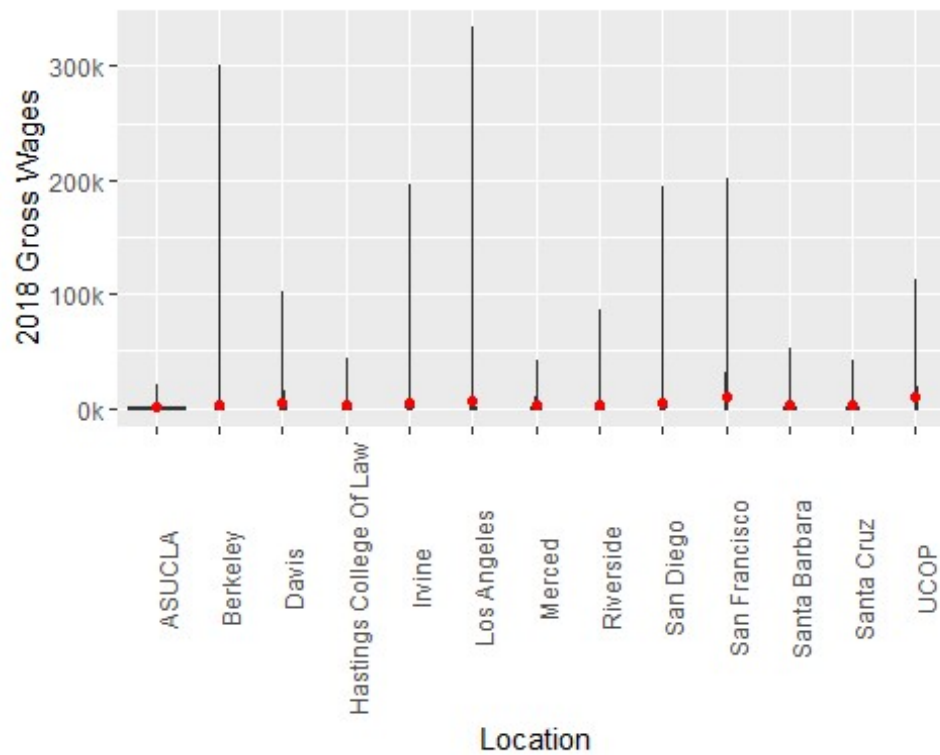 2018 Gross Wages
300k
200k
100k
0k
ASUCLA
Berkeley
Davis
Hastings College Of Law
Irvine
Los Angeles
Merced
Riverside
San Diego
San Francisco
Santa Barbara
Santa Cruz
UCOP
Location